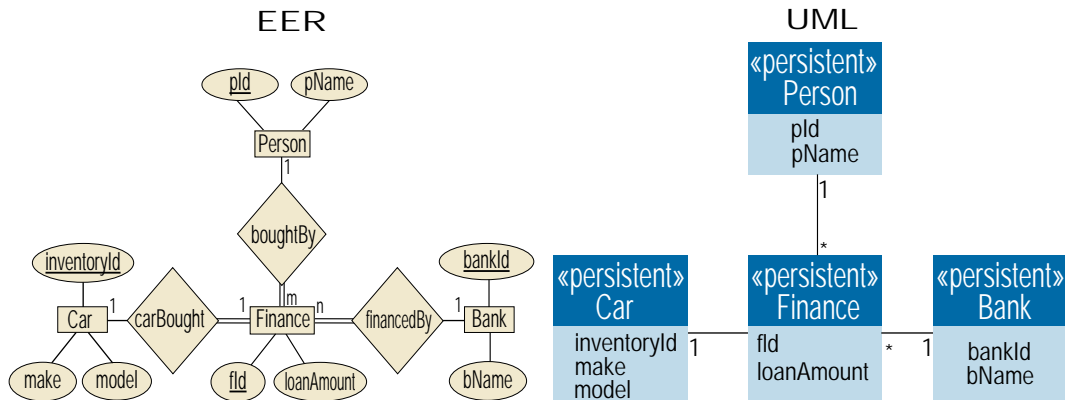 EER
pId pName
Person
1
boughtBy
inventoryId
bankId
Car 1 carBought 1 Finance m n financedBy 1 Bank
make model fId loanAmount bName
UML
«persistent»
Person
pId
pName
1
*
«persistent»
Car
inventoryId
make
model
1
«persistent»
Finance
fId
loanAmount
*
1
«persistent»
Bank
bankId
bName